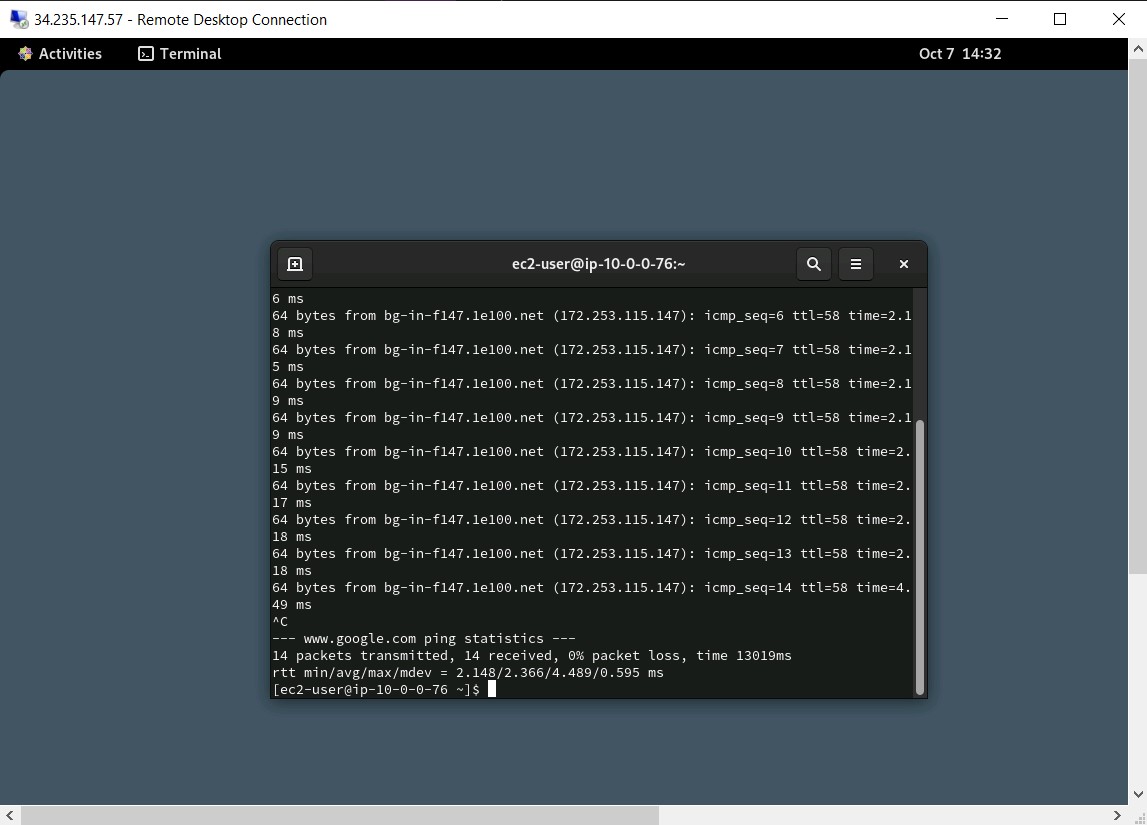 34.235.147.57 - Remote Desktop Connection
Activities Terminal Oct 7 14:32
ec2-user@ip-10-0-0-76:~
6 ms
64 bytes from bg-in-f147.1e100.net (172.253.115.147): icmp_seq=6 ttl=58 time=2.1
8 ms
64 bytes from bg-in-f147.1e100.net (172.253.115.147): icmp_seq=7 ttl=58 time=2.1
5 ms
64 bytes from bg-in-f147.1e100.net (172.253.115.147): icmp_seq=8 ttl=58 time=2.1
9 ms
64 bytes from bg-in-f147.1e100.net (172.253.115.147): icmp_seq=9 ttl=58 time=2.1
9 ms
64 bytes from bg-in-f147.1e100.net (172.253.115.147): icmp_seq=10 ttl=58 time=2.
15 ms
64 bytes from bg-in-f147.1e100.net (172.253.115.147): icmp_seq=11 ttl=58 time=2.
17 ms
64 bytes from bg-in-f147.1e100.net (172.253.115.147): icmp_seq=12 ttl=58 time=2.
18 ms
64 bytes from bg-in-f147.1e100.net (172.253.115.147): icmp_seq=13 ttl=58 time=2.
18 ms
64 bytes from bg-in-f147.1e100.net (172.253.115.147): icmp_seq=14 ttl=58 time=4.
49 ms
^C
--- www.google.com ping statistics ---
14 packets transmitted, 14 received, 0% packet loss, time 13019ms
rtt min/avg/max/mdev = 2.148/2.366/4.489/0.595 ms
[ec2-user@ip-10-0-0-76 ~]$